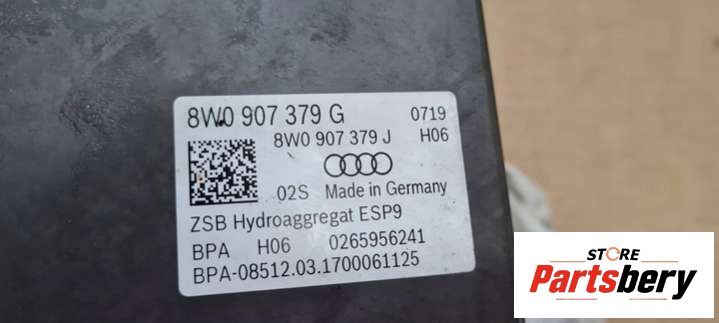 8W0 907 379 G 0719
8W0 907 379 J H06
02S Made in Germany
ZSB Hydroaggregat ESP9
BPA H06 0265956241
BPA-08512.03.1700061125
STORE
Partsbery